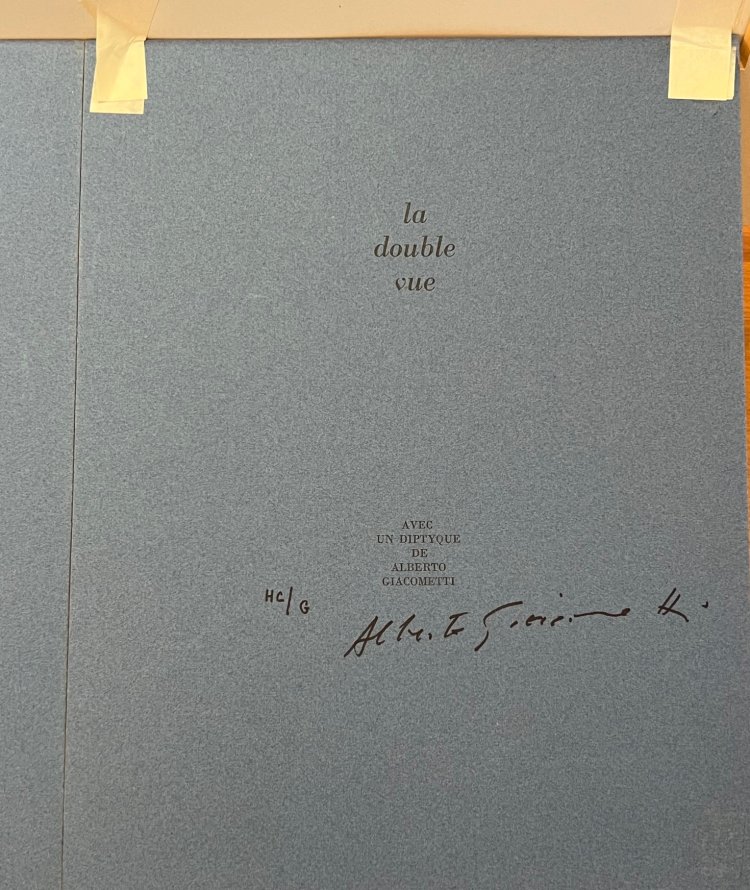 la
double
vue
AVEC
UN DIPTYQUE
DE
ALBERTO
GIACOMETTI
HC/G
Alberto Giacometti.